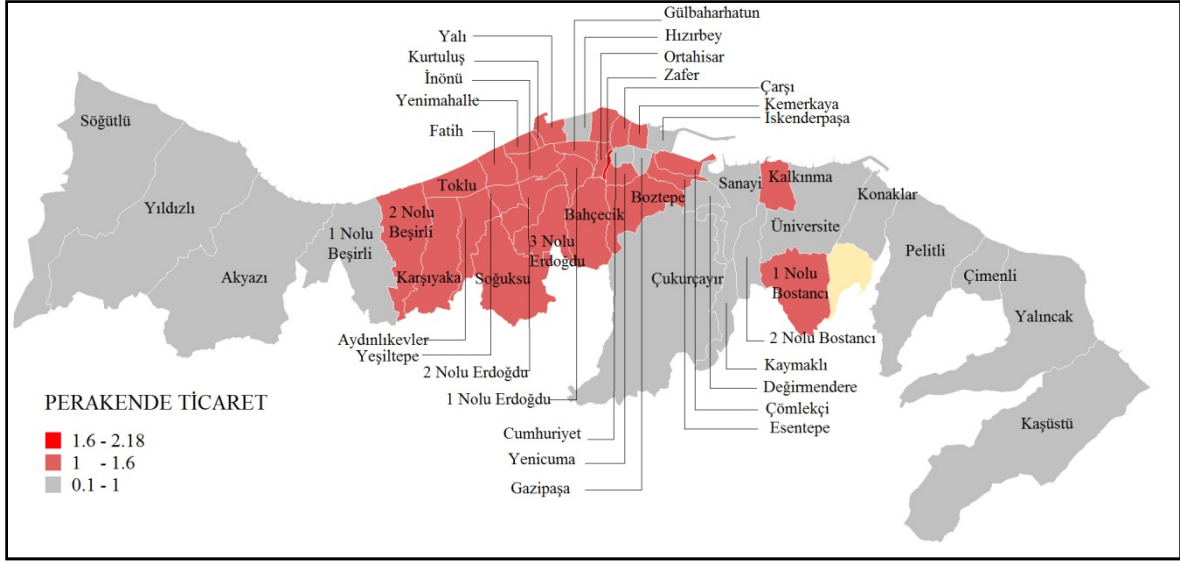 Gülbaharhatun
Yalı
Hızırbey
Kurtuluş
Ortahisar
İnönü
Zafer
Yenimahalle
Çarşı
Kemerkaya
İskenderpaşa
Fatih
Söğütlü
Yıldızlı
Akyazı
1 Nolu
Beşirli
2 Nolu
Beşirli
Toklu
Karşıyaka
Soğuksu
3 Nolu
Erdoğdu
Bahçecik
Boztepe
Çukurçayır
Sanayi
Kalkınma
Üniversite
Konaklar
1 Nolu
Bostancı
Pelitli
Çimenli
Yalıncak
Kaşüstü
Aydınlıkevler
Yeşiltepe
2 Nolu Erdoğdu
1 Nolu Erdoğdu
Cumhuriyet
Yenicuma
Gazipaşa
2 Nolu Bostancı
Kaymaklı
Değirmendere
Çömlekçi
Esentepe
PERAKENDE TİCARET
1.6 - 2.18
1 - 1.6
0.1 - 1